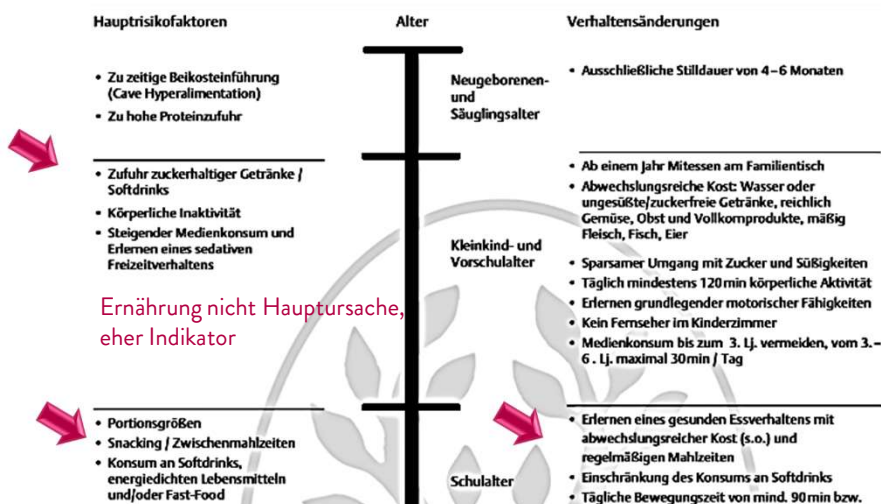 Hauptrisikofaktoren
Alter
Verhaltensänderungen
• Zu zeitige Beikosteinführung
(Cave Hyperalimentation)
• Zu hohe Proteinzufuhr
Neugeborenen-
und
Säuglingsalter
• Ausschließliche Stilldauer von 4–6 Monaten
• Zufuhr zuckerhaltiger Getränke /
Softdrinks
• Körperliche Inaktivität
• Steigender Medienkonsum und
Erlernen eines sedativen
Freizeitverhaltens
Ernährung nicht Hauptursache,
eher Indikator
Kleinkind- und
Vorschulalter
• Ab einem Jahr Mitessen am Familientisch
• Abwechslungsreiche Kost: Wasser oder
ungesüßte/zuckerfreie Getränke, reichlich
Gemüse, Obst und Vollkornprodukte, mäßig
Fleisch, Fisch, Eier
• Sparsamer Umgang mit Zucker und Süßigkeiten
• Täglich mindestens 120 min körperliche Aktivität
• Erlernen grundlegender motorischer Fähigkeiten
• Kein Fernseher im Kinderzimmer
• Medienkonsum bis zum 3. Lj. vermeiden, vom 3.–
6. Lj. maximal 30 min / Tag
• Portionsgrößen
• Snacking / Zwischenmahlzeiten
• Konsum an Softdrinks,
energiedichten Lebensmitteln
und/oder Fast-Food
Schulalter
• Erlernen eines gesunden Essverhaltens mit
abwechslungsreicher Kost (s.o.) und
regelmäßigen Mahlzeiten
• Einschränkung des Konsums an Softdrinks
• Tägliche Bewegungszeit von mind. 90 min bzw.